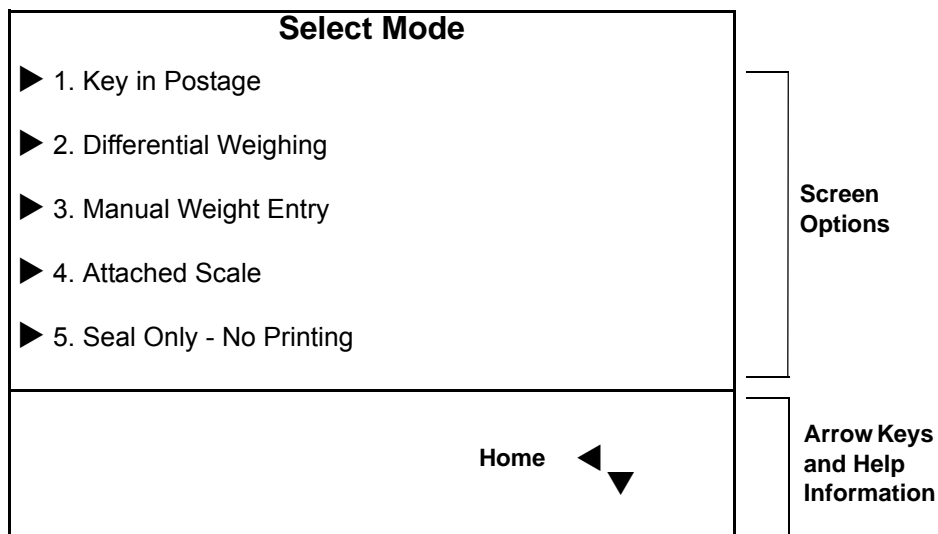 Select Mode
1. Key in Postage
2. Differential Weighing
3. Manual Weight Entry
4. Attached Scale
5. Seal Only - No Printing
Screen
Options
Home
Arrow Keys
and Help
Information